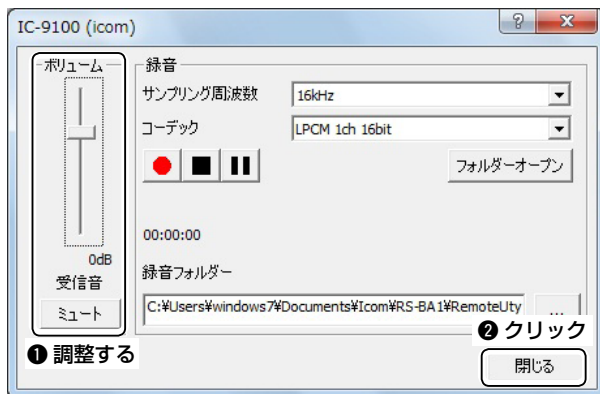 IC-9100 (icom)
ボリューム
録音
サンプリング周波数
16kHz
コーデック
LPCM 1ch 16bit
フォルダーオープン
00:00:00
0dB
受信音
ミュート
録音フォルダー
C:¥Users¥windows7¥Documents¥Icom¥RS-BA1¥RemoteUty
...
❶ 調整する
❷ クリック
閉じる